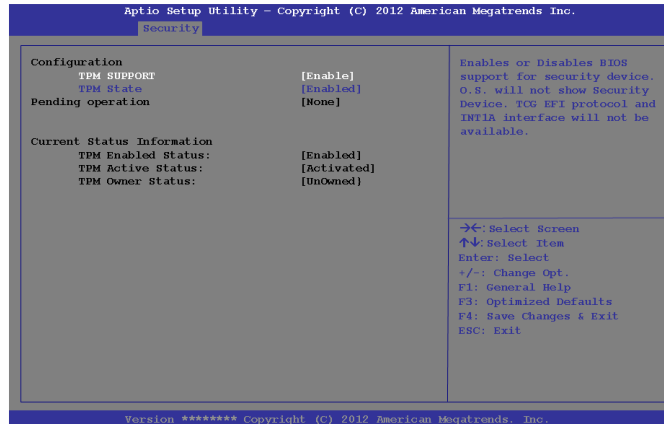 Aptio Setup Utility – Copyright (C) 2012 American Megatrends Inc.
Security
Configuration
TPM SUPPORT [Enable]
TPM State [Enabled]
Pending operation [None]
Current Status Information
TPM Enabled Status: [Enabled]
TPM Active Status: [Activated]
TPM Owner Status: [UnOwned}
Enables or Disables BIOS
support for security device.
O.S. will not show Security
Device. TCG EFI protocol and
INT1A interface will not be
available.
→←:Select Screen
↑↓:Select Item
Enter: Select
+/-: Change Opt.
F1: General Help
F3: Optimized Defaults
F4: Save Changes & Exit
ESC: Exit
Version ******** Copyright (C) 2012 American Megatrends. Inc.